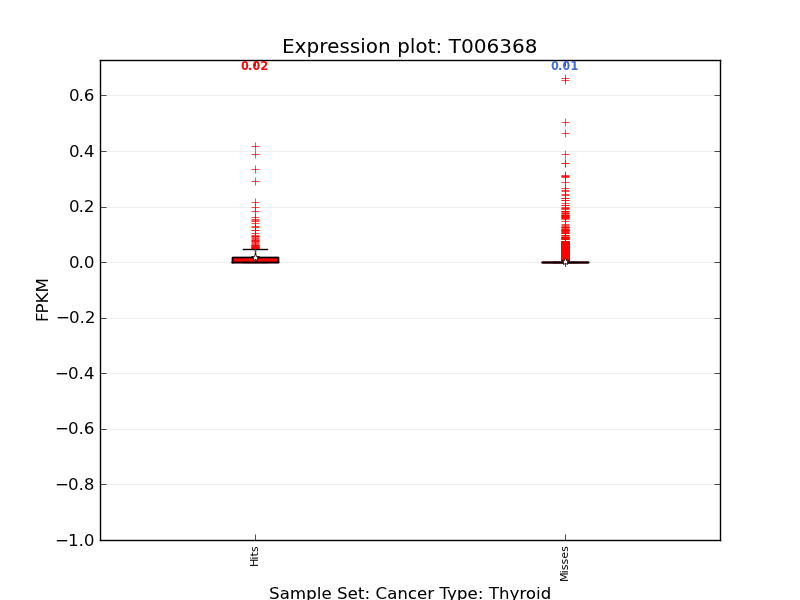 Expression plot: T006368
0.02
0.01
0.6
0.4
0.2
0.0
−0.2
−0.4
−0.6
−0.8
−1.0
FPKM
Hits
Misses
Sample Set: Cancer Type: Thyroid